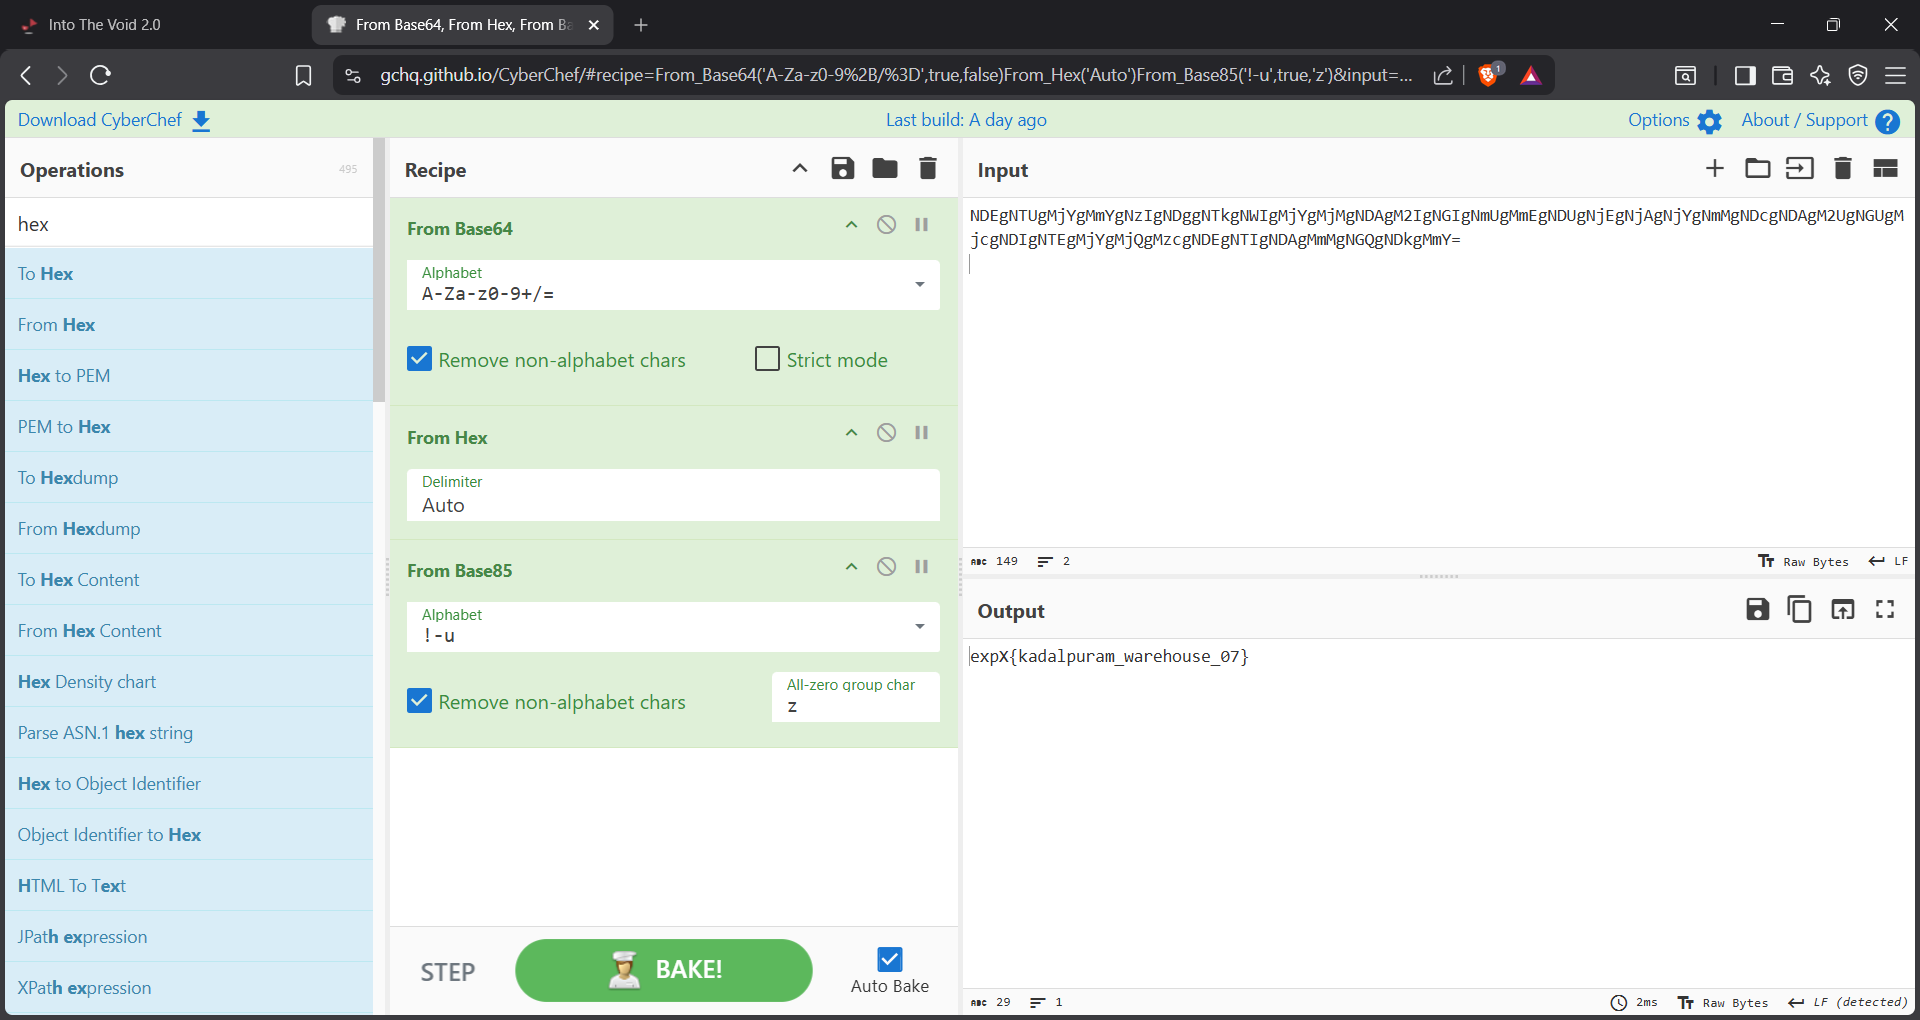 Into The Void 2.0
From Base64, From Hex, From Ba
gchq.github.io/CyberChef/#recipe=From_Base64('A-Za-z0-9%2B/%3D',true,false)From_Hex('Auto')From_Base85('!-u',true,'z')&input=...
1
Download CyberChef
Last build: A day ago
Options
About / Support
Operations
495
hex
To Hex
From Hex
Hex to PEM
PEM to Hex
To Hexdump
From Hexdump
To Hex Content
From Hex Content
Hex Density chart
Parse ASN.1 hex string
Hex to Object Identifier
Object Identifier to Hex
HTML To Text
JPath expression
XPath expression
Recipe
From Base64
Alphabet
A-Za-z0-9+/=
Remove non-alphabet chars
Strict mode
From Hex
Delimiter
Auto
From Base85
Alphabet
!-u
Remove non-alphabet chars
All-zero group char
z
STEP
BAKE!
Auto Bake
Input
NDEgNTUgMjYgMmYgNzIgNDggNTkgNWIgMjYgMjMgNDAgM2IgNGIgNmUgMmEgNDUgNjEgNjAgNjYgNmMgNDcgNDAgM2UgNGUgM
jcgNDIgNTEgMjYgMjQgMzcgNDEgNTIgNDAgMmMgNGQgNDkgMmY=
ABC 149
2
Raw Bytes
LF
Output
expX{kadalpuram_warehouse_07}
ABC 29
1
2ms
Raw Bytes
LF (detected)